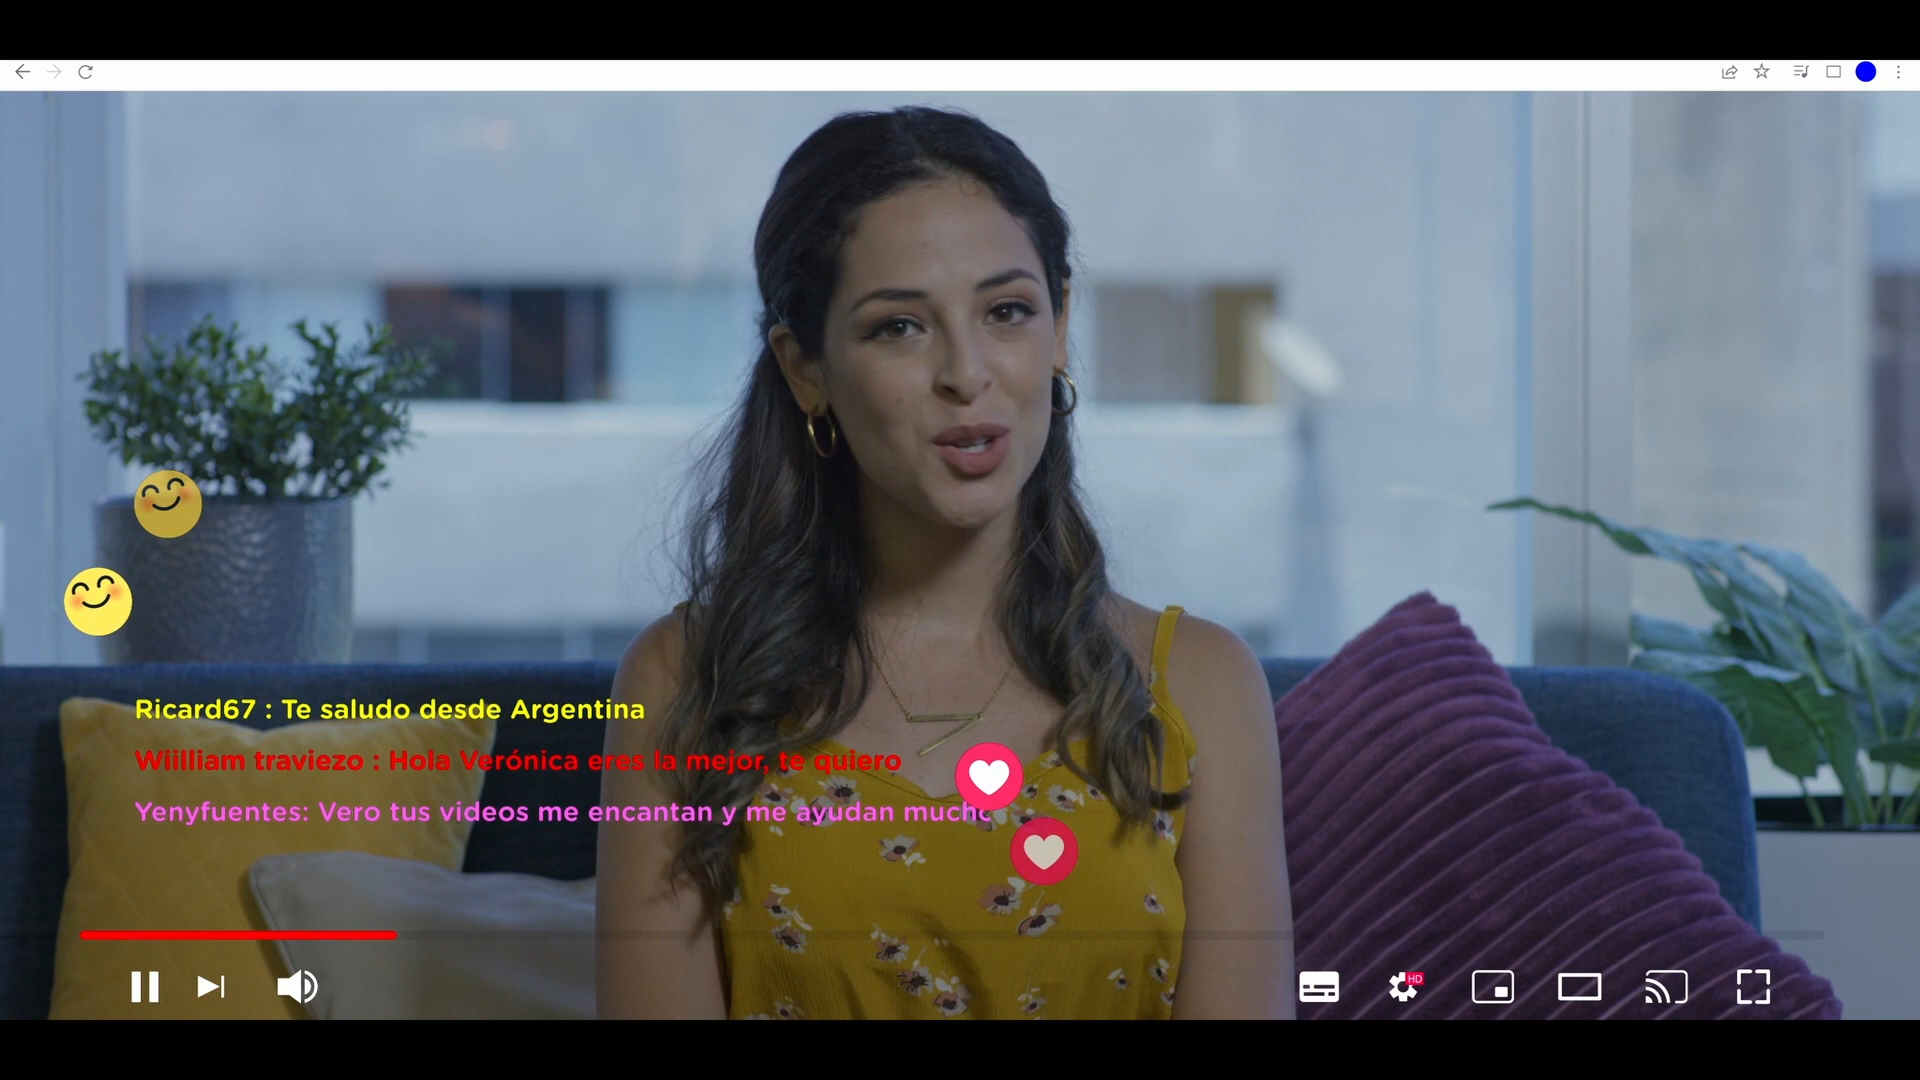 Ricard67 : Te saludo desde Argentina
Wiilliam traviezo : Hola Verónica eres la mejor, te quiero
Yenyfuentes: Vero tus videos me encantan y me ayudan mucho
HD